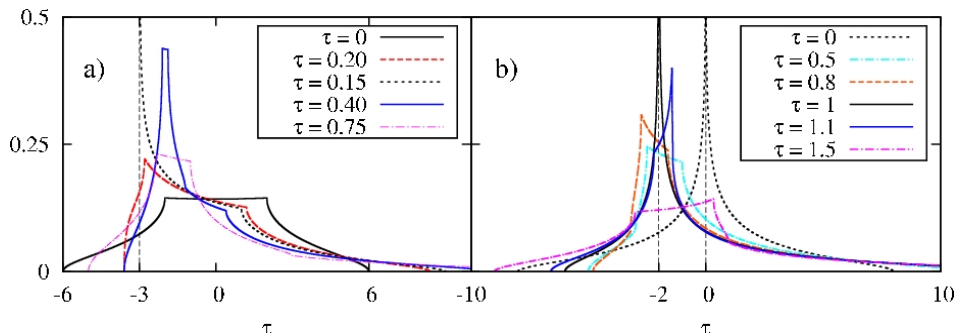 0.5
0.25
0
a)
τ = 0
τ = 0.20
τ = 0.15
τ = 0.40
τ = 0.75
-6
-3
0
6
τ
b)
τ = 0
τ = 0.5
τ = 0.8
τ = 1
τ = 1.1
τ = 1.5
-10
-2
0
10
τ